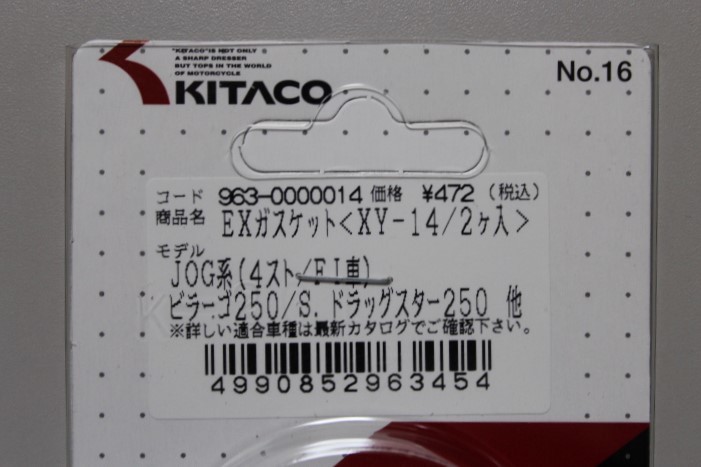 "KITACO"IS NOT ONLY
A SHARP DRESSER
BUT TOPS IN THE WORLD
OF MOTORCYCLE
KITACO
No.16
コード 963-0000014 価格 ¥472 (税込)
商品名 EXガスケット<XY-14/2ヶ入>
モデル
JOG系(4スト/FI車)
ビラーゴ250/S. ドラッグスター250 他
※詳しい適合車種は最新カタログでご確認下さい。
4990852963454